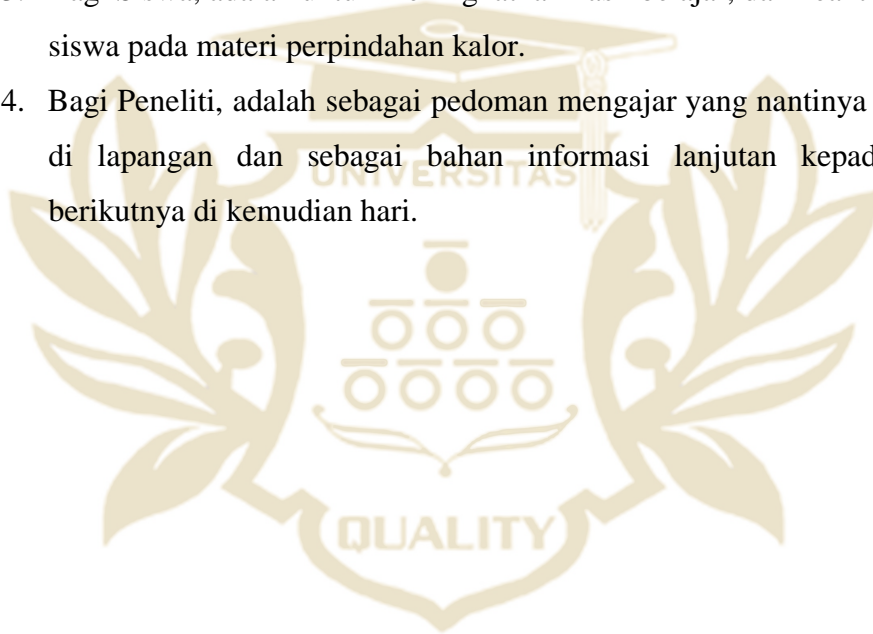 siswa pada materi perpindahan kalor.
4. Bagi Peneliti, adalah sebagai pedoman mengajar yang nantinya
di lapangan dan sebagai bahan informasi lanjutan
berikutnya di kemudian hari.
UNIVERSITAS
QUALITY